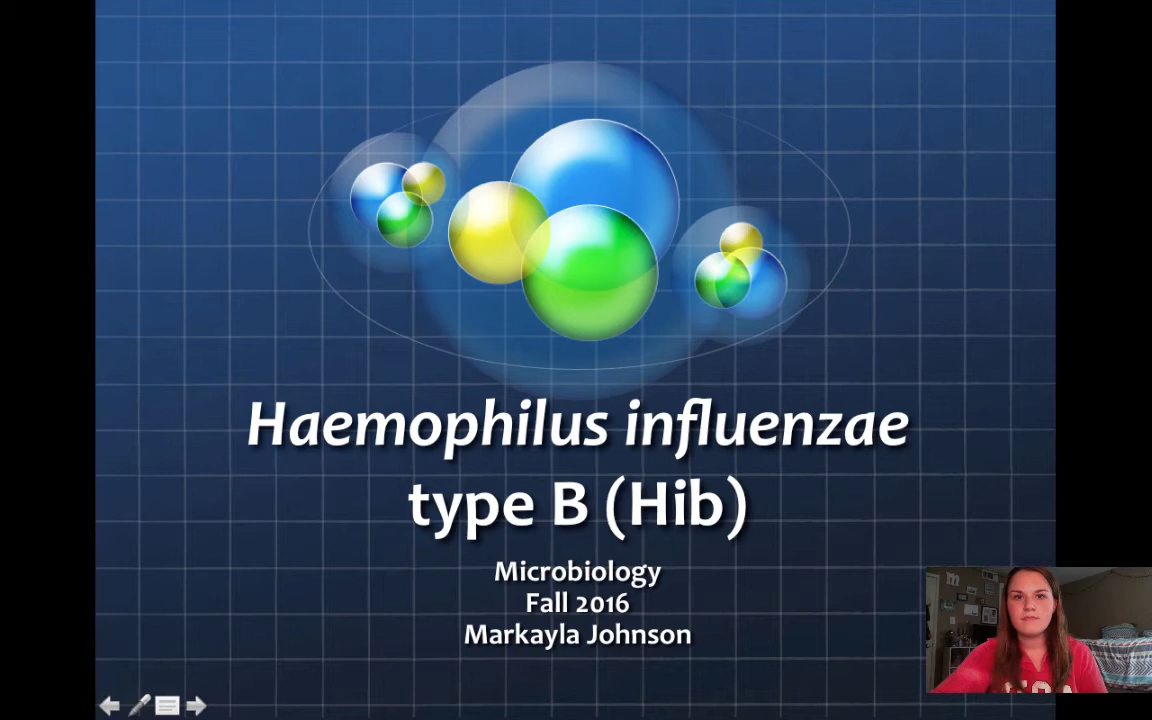 Haemophilus influenzae
type B (Hib)
Microbiology
Fall 2016
Markayla Johnson
m